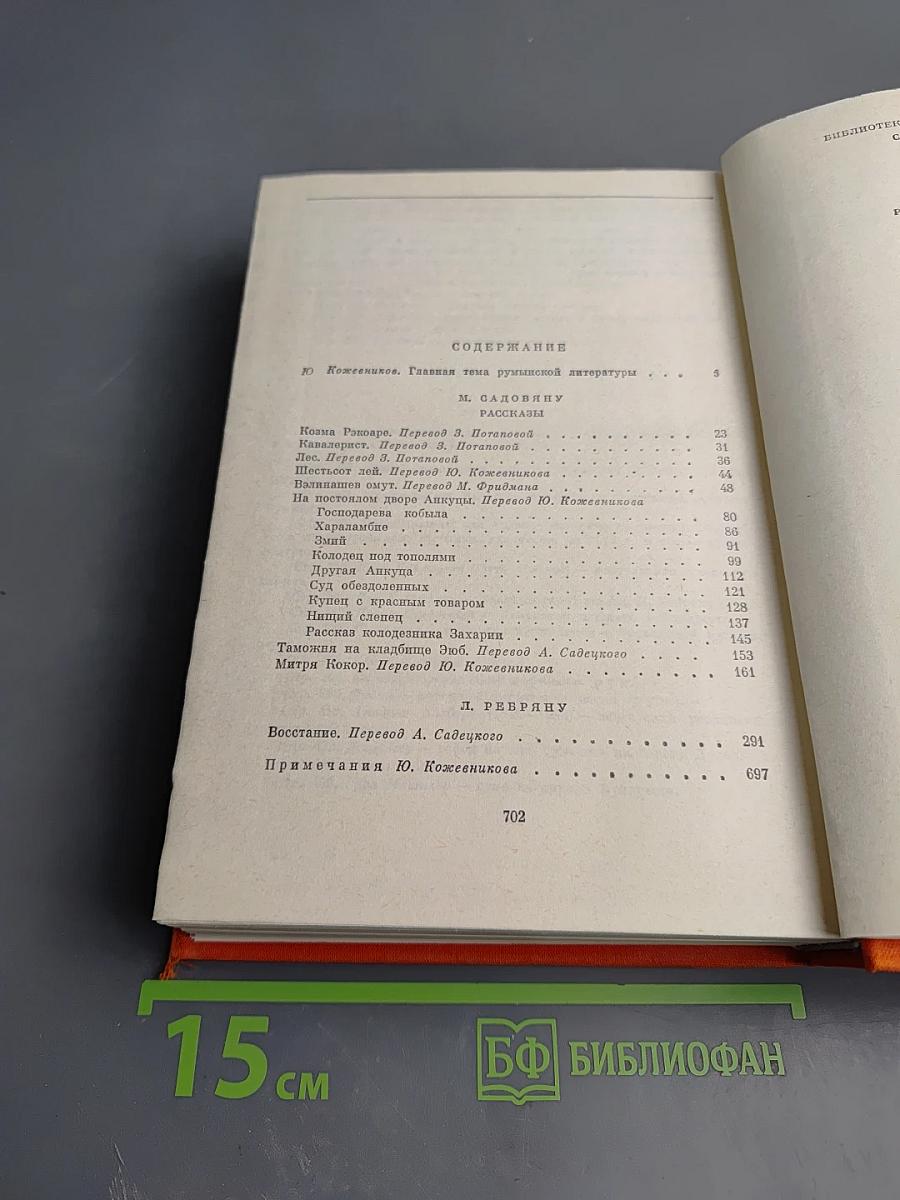 СОДЕРЖАНИЕ
Ю Кожевников. Главная тема румынской литературы . . . 5
М. САДОВЯНУ
РАССКАЗЫ
Козма Рэкоаре. Перевод З. Потаповой . . . . . . . . . . 23
Кавалерист. Перевод З. Потаповой . . . . . . . . . . . 31
Лес. Перевод З. Потаповой . . . . . . . . . . . . . . 36
Шестьсот лей. Перевод Ю. Кожевникова . . . . . . . . . 44
Вэлинашев омут. Перевод М. Фридмана . . . . . . . . . 48
На постоялом дворе Анкуцы. Перевод Ю. Кожевникова
Господарева кобыла . . . . . . . . . . . . . . . 80
Хараламбие . . . . . . . . . . . . . . . . . . . 86
Змий . . . . . . . . . . . . . . . . . . . . . 91
Колодец под тополями . . . . . . . . . . . . . . 99
Другая Анкуца . . . . . . . . . . . . . . . . . 112
Суд обездоленных . . . . . . . . . . . . . . . . 121
Купец с красным товаром . . . . . . . . . . . . . 128
Нищий слепец . . . . . . . . . . . . . . . . . 137
Рассказ колодезника Захарии . . . . . . . . . . . . 145
Таможня на кладбище Эюб. Перевод А. Садецкого . . . . . 153
Митря Кокор. Перевод Ю. Кожевникова . . . . . . . . . 161
Л. РЕБРЯНУ
Восстание. Перевод А. Садецкого . . . . . . . . . . . . 291
Примечания Ю. Кожевникова . . . . . . . . . . . 697
702
БИБЛИОТЕК
15 см
БФ БИБЛИОФАН